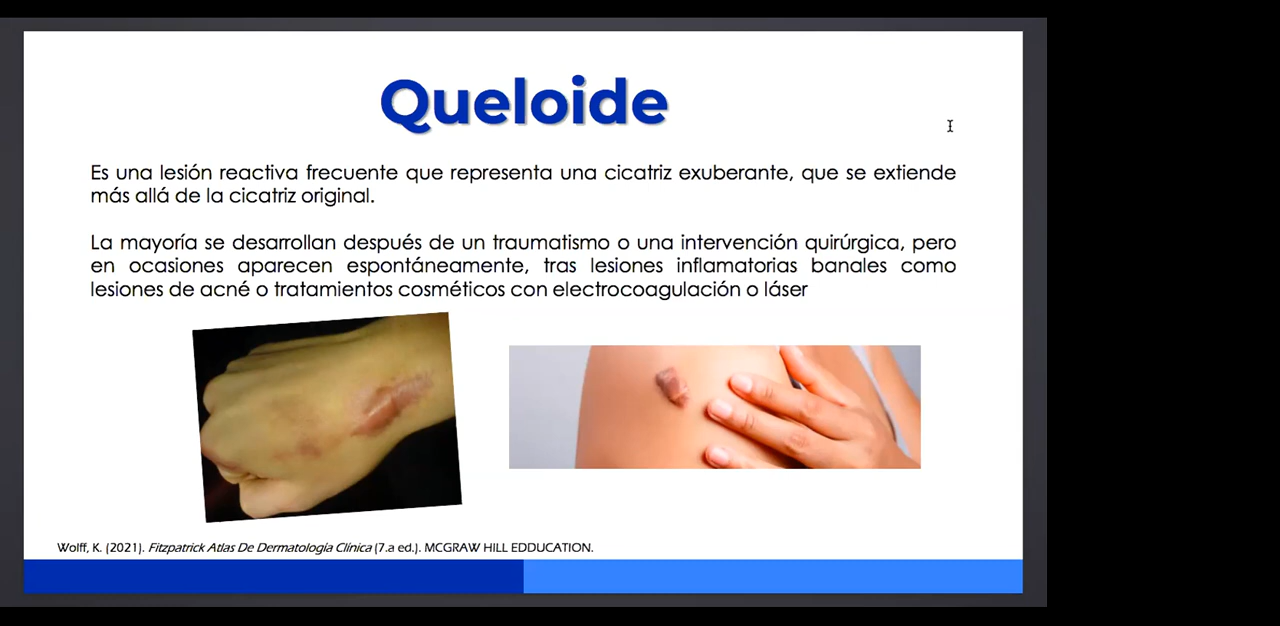 Queloide
Es una lesión reactiva frecuente que representa una cicatriz exuberante, que se extiende
más allá de la cicatriz original.
La mayoría se desarrollan después de un traumatismo o una intervención quirúrgica, pero
en ocasiones aparecen espontáneamente, tras lesiones inflamatorias banales como
lesiones de acné o tratamientos cosméticos con electrocoagulación o láser
Wolff, K. (2021). Fitzpatrick Atlas De Dermatología Clínica (7.a ed.). MCGRAW HILL EDDUCATION.